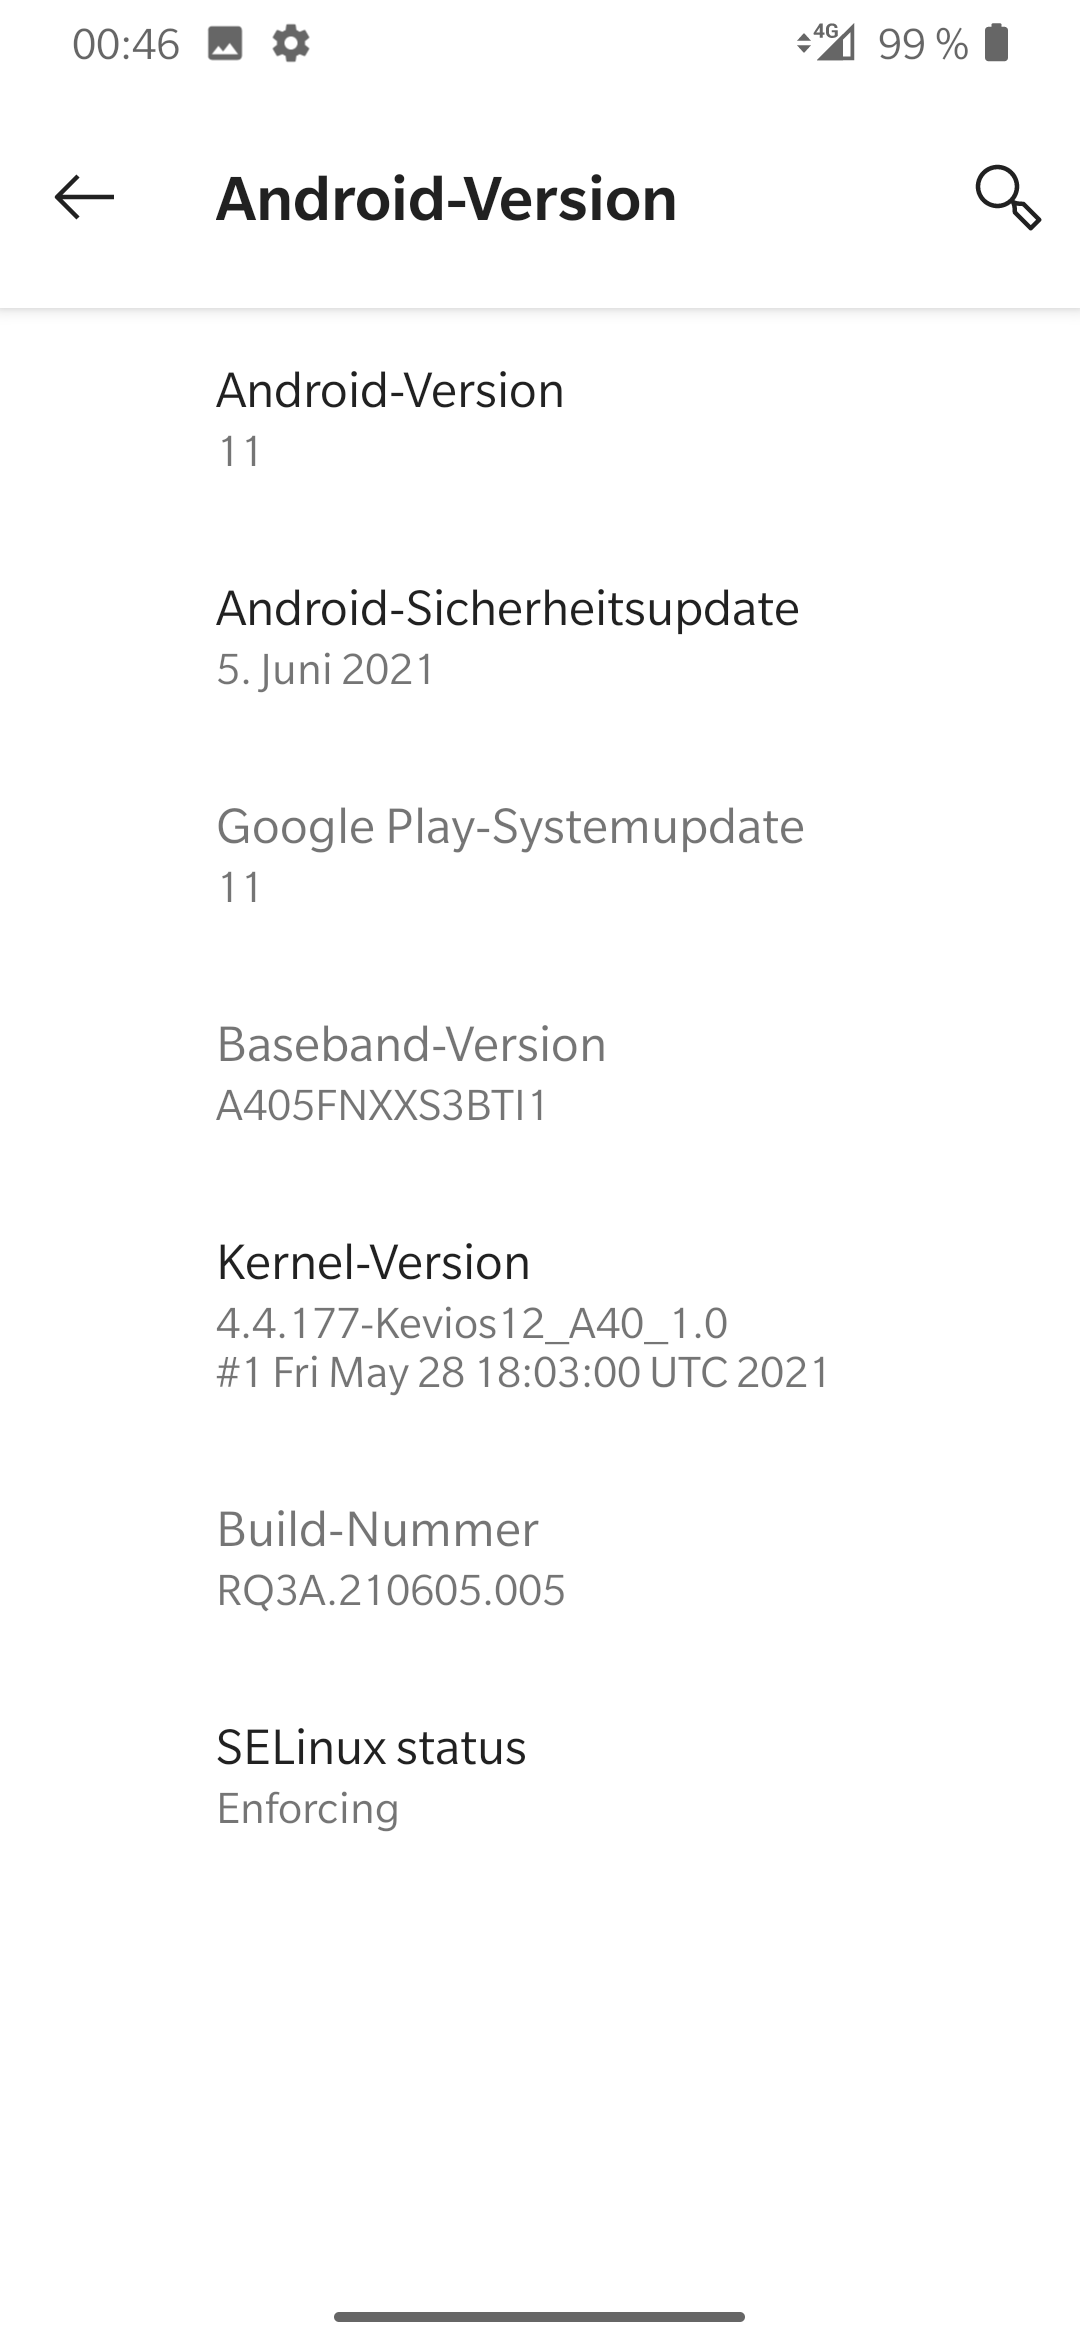 00:46 4G 99 %
Android-Version
Android-Version
11
Android-Sicherheitsupdate
5. Juni 2021
Google Play-Systemupdate
11
Baseband-Version
A405FNXXS3BTI1
Kernel-Version
4.4.177-Kevios12_A40_1.0
#1 Fri May 28 18:03:00 UTC 2021
Build-Nummer
RQ3A.210605.005
SELinux status
Enforcing